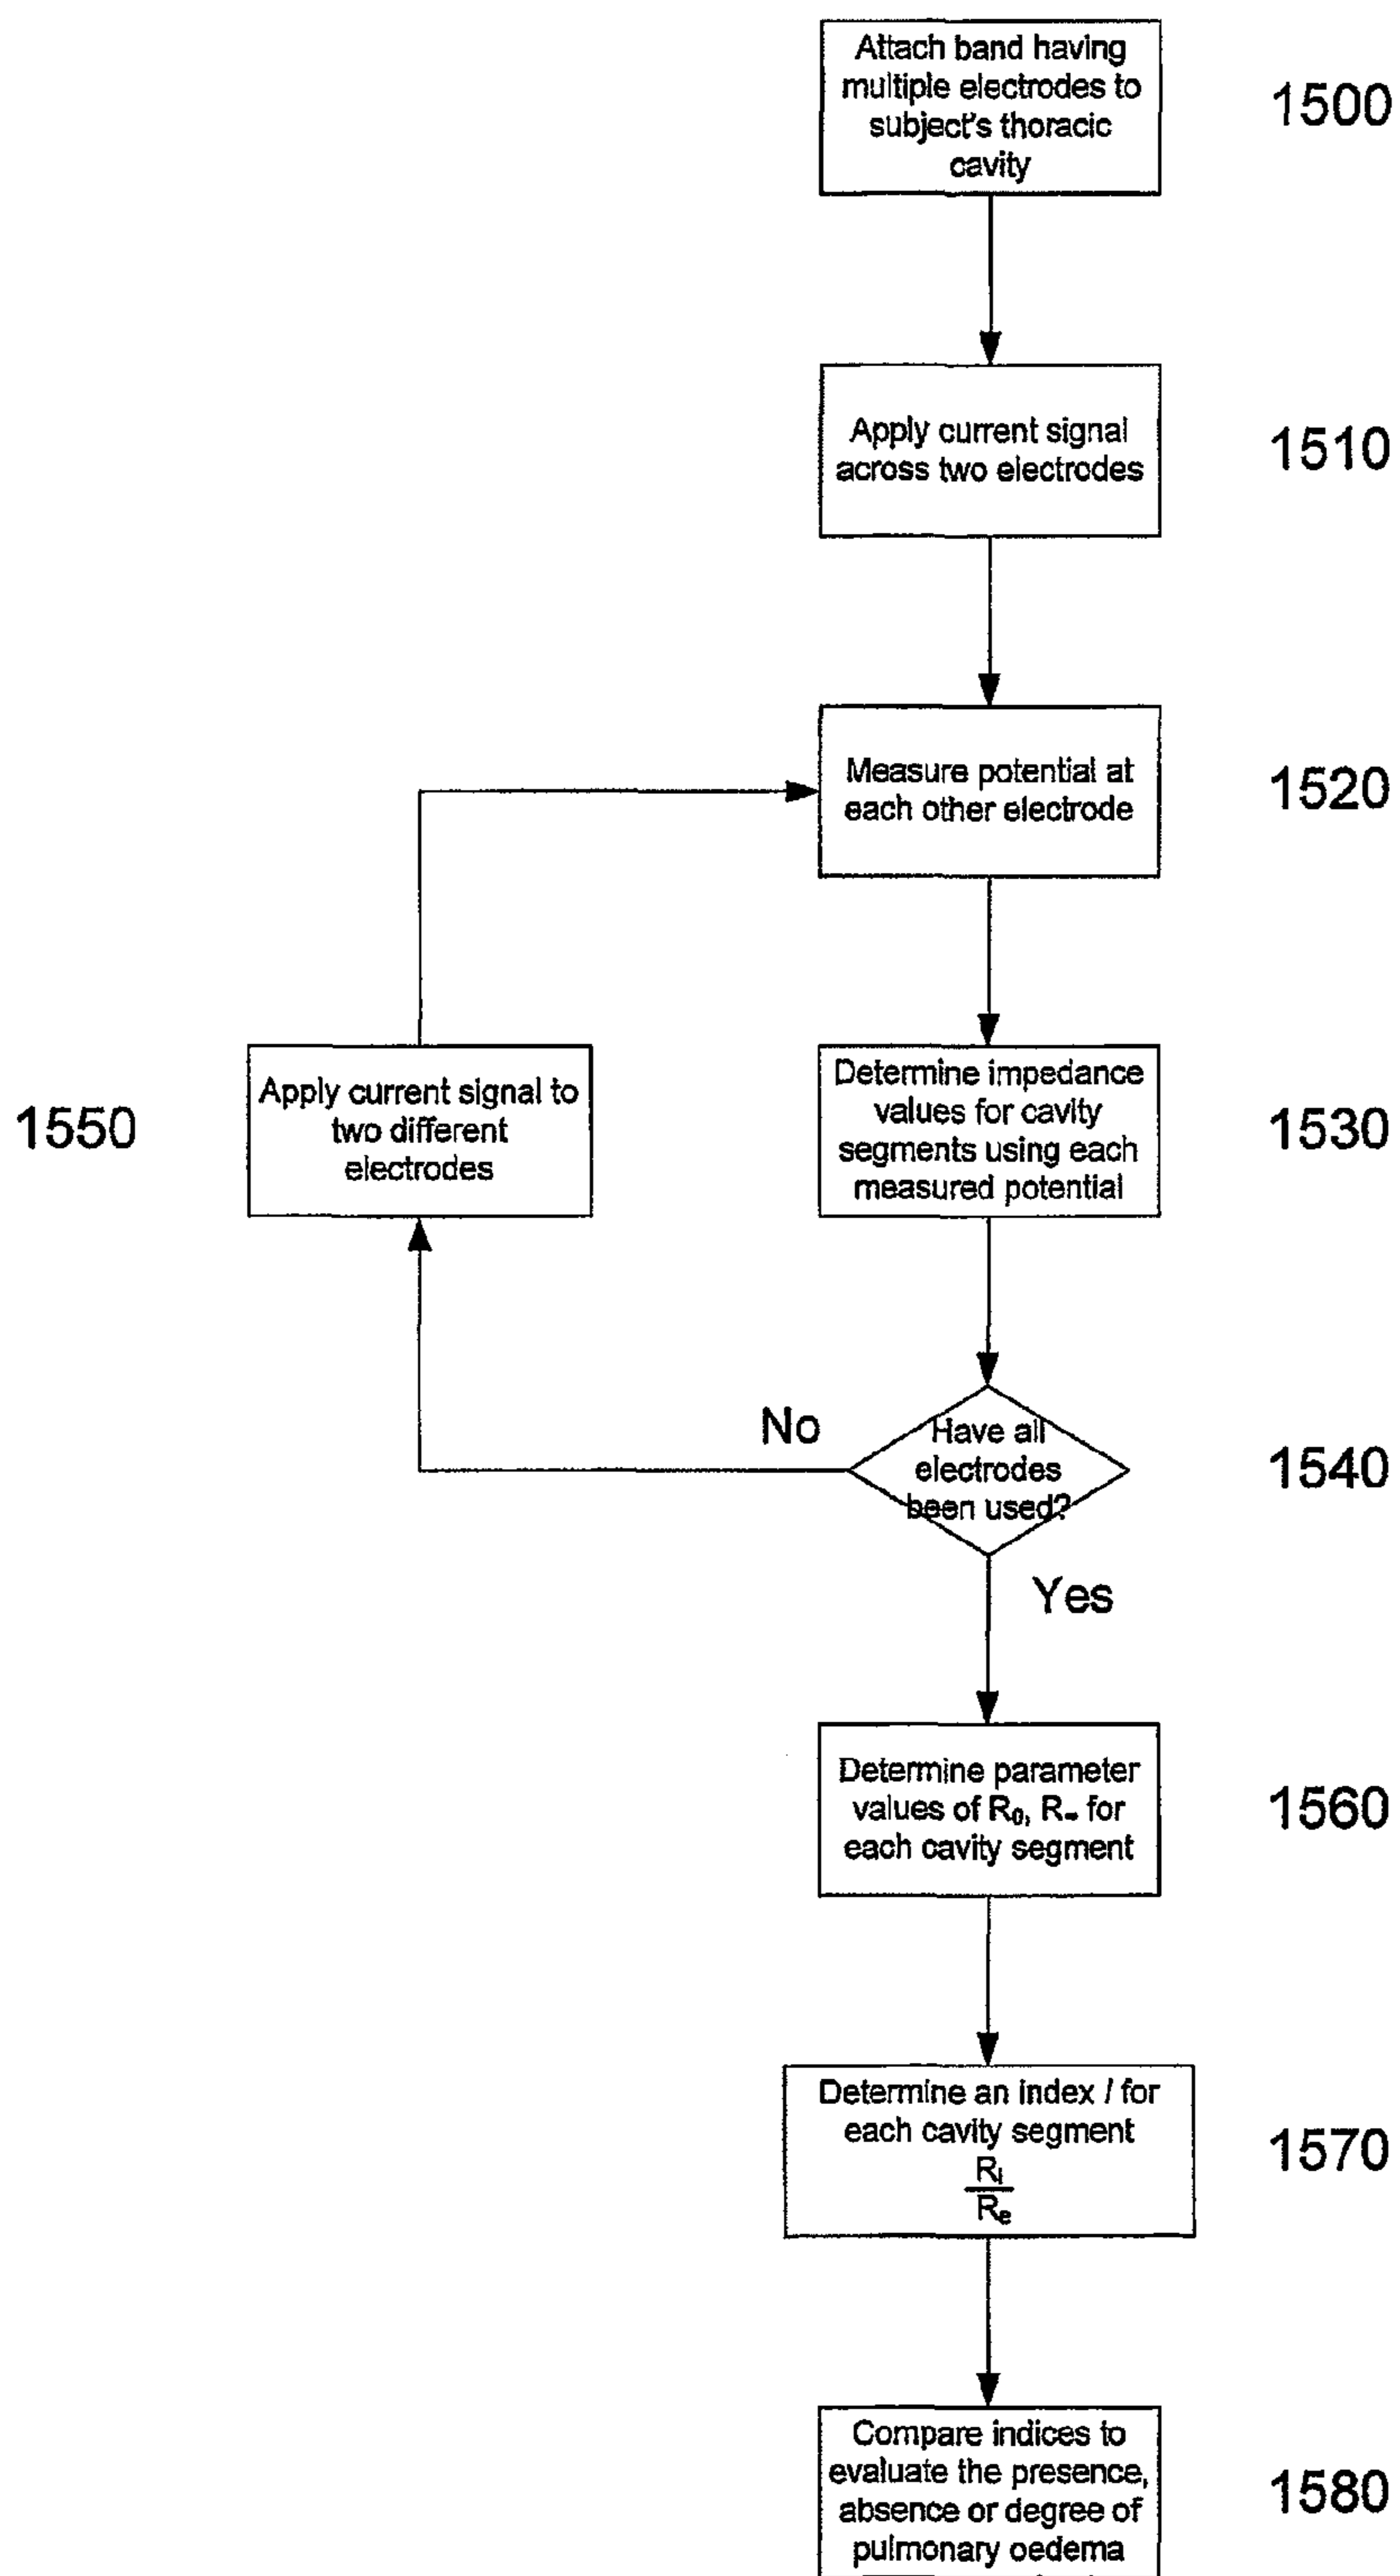 Attach band having
multiple electrodes to
subject's thoracic
cavity
1500
Apply current signal
across two electrodes
1510
Measure potential at
each other electrode
1520
Determine impedance
values for cavity
segments using each
measured potential
1530
Apply current signal to
two different
electrodes
1550
No
Have all
electrodes
been used?
1540
Yes
Determine parameter
values of R₀, R∞ for
each cavity segment
1560
Determine an index I for
each cavity segment
Rᵢ
Rₑ
1570
Compare indices to
evaluate the presence,
absence or degree of
pulmonary oedema
1580